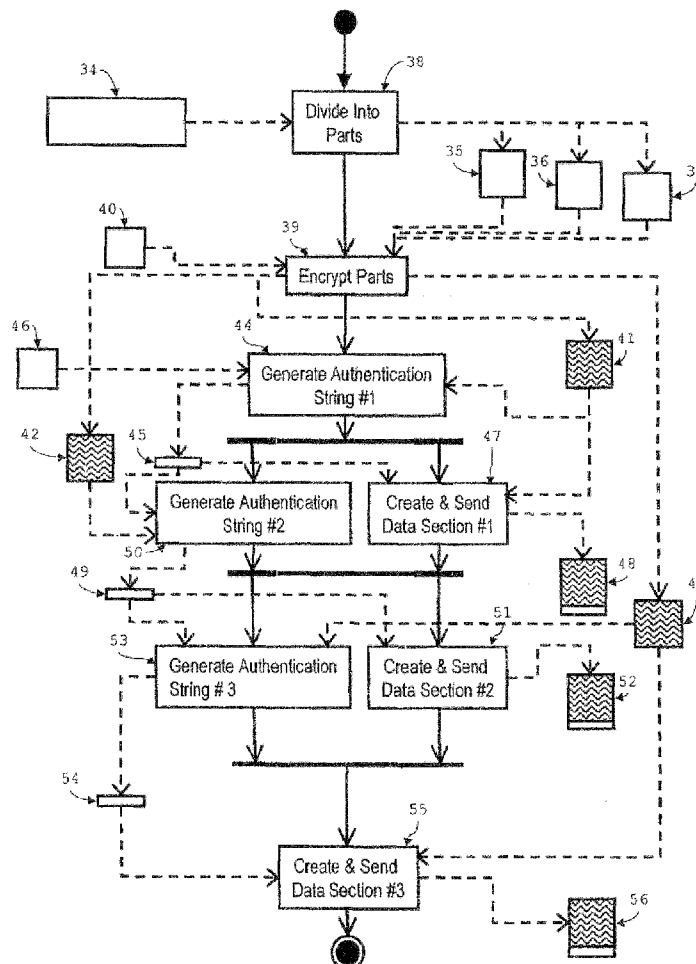 34
38
Divide Into
Parts
35
36
3
40
39
Encrypt Parts
46
44
41
Generate Authentication
String #1
42
45
47
Generate Authentication
String #2
Create & Send
Data Section #1
50
48
49
4
53
51
Generate Authentication
String # 3
Create & Send
Data Section #2
52
54
55
Create & Send
Data Section #3
56